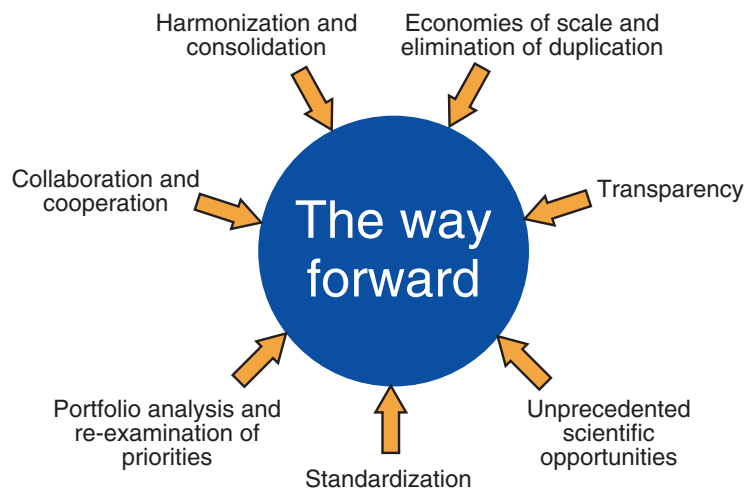 Harmonization and
consolidation
Economies of scale and
elimination of duplication
Collaboration and
cooperation
The way
forward
Transparency
Portfolio analysis and
re-examination of
priorities
Standardization
Unprecedented
scientific
opportunities